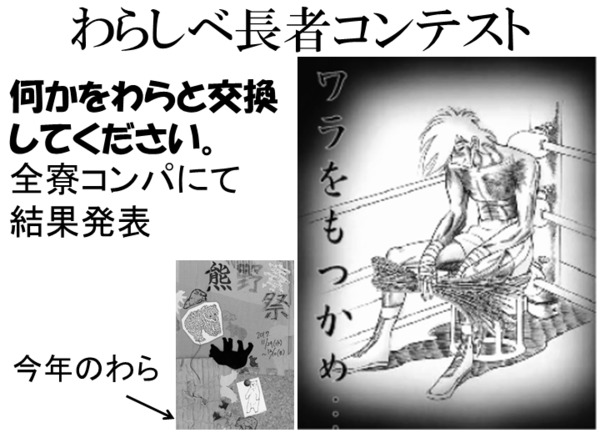 わらしべ長者コンテスト
何かをわらと交換
してください。
全寮コンパにて
結果発表
ワラをもつかめ…
熊野寮
祭
今年のわら